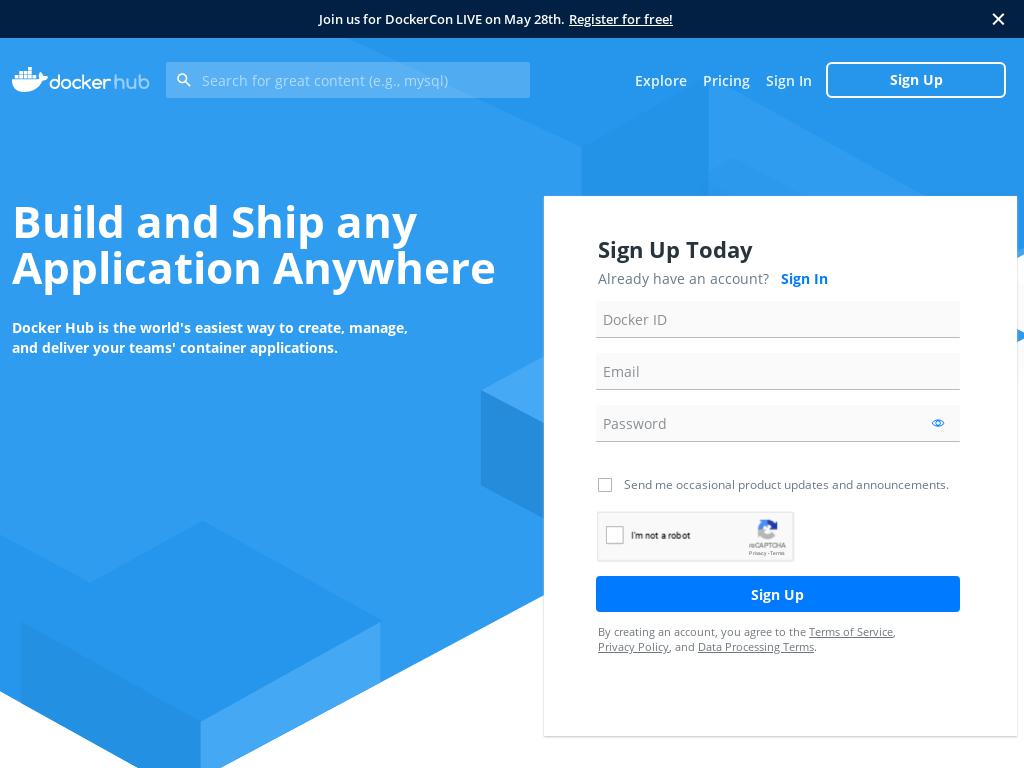 Join us for DockerCon LIVE on May 28th. Register for free!
docker hub
Search for great content (e.g., mysql)
Explore
Pricing
Sign In
Sign Up
Build and Ship any
Application Anywhere
Docker Hub is the world's easiest way to create, manage,
and deliver your teams' container applications.
Sign Up Today
Already have an account? Sign In
Docker ID
Email
Password
Send me occasional product updates and announcements.
I'm not a robot
reCAPTCHA
Privacy - Terms
Sign Up
By creating an account, you agree to the Terms of Service,
Privacy Policy, and Data Processing Terms.